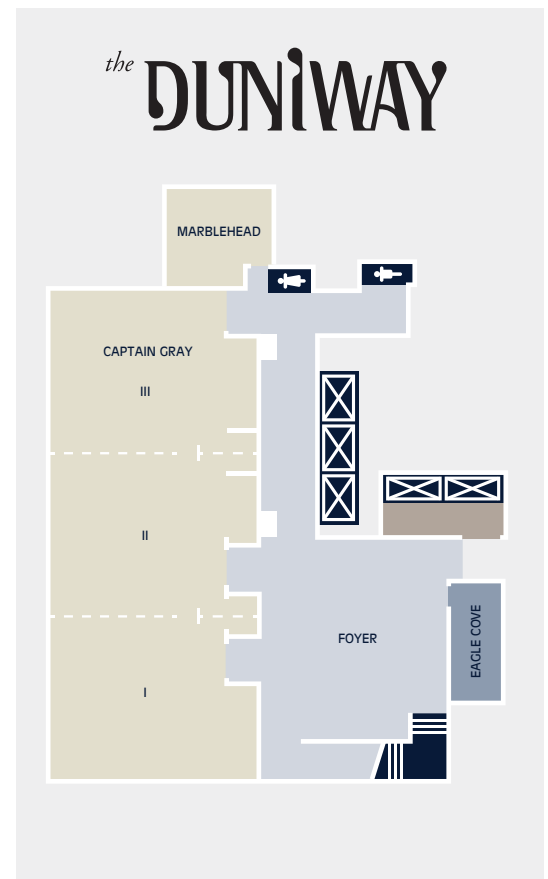 the
DUNiWAY
MARBLEHEAD
CAPTAIN GRAY
III
II
I
FOYER
EAGLE COVE